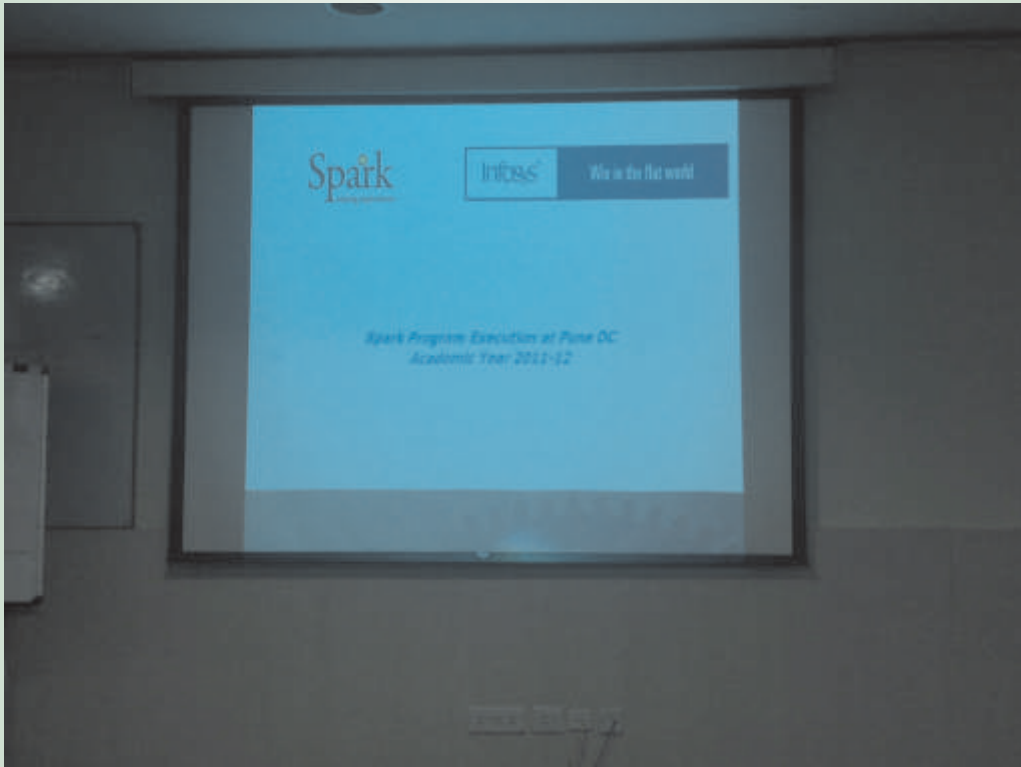 Spark
Infosys®
Win in the flat world
Spark Program Execution at Pune DC
Academic Year 2011-12